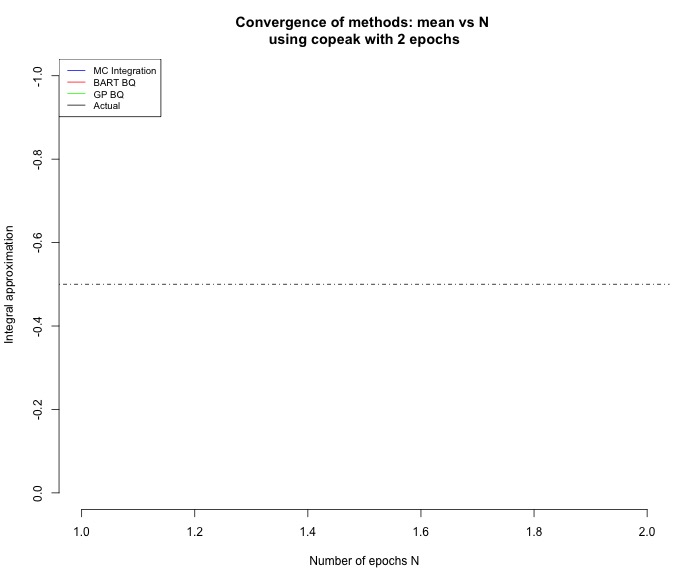 Convergence of methods: mean vs N
using copeak with 2 epochs
MC Integration
BART BQ
GP BQ
Actual
Integral approximation
-1.0
-0.8
-0.6
-0.4
-0.2
0.0
1.0
1.2
1.4
1.6
1.8
2.0
Number of epochs N